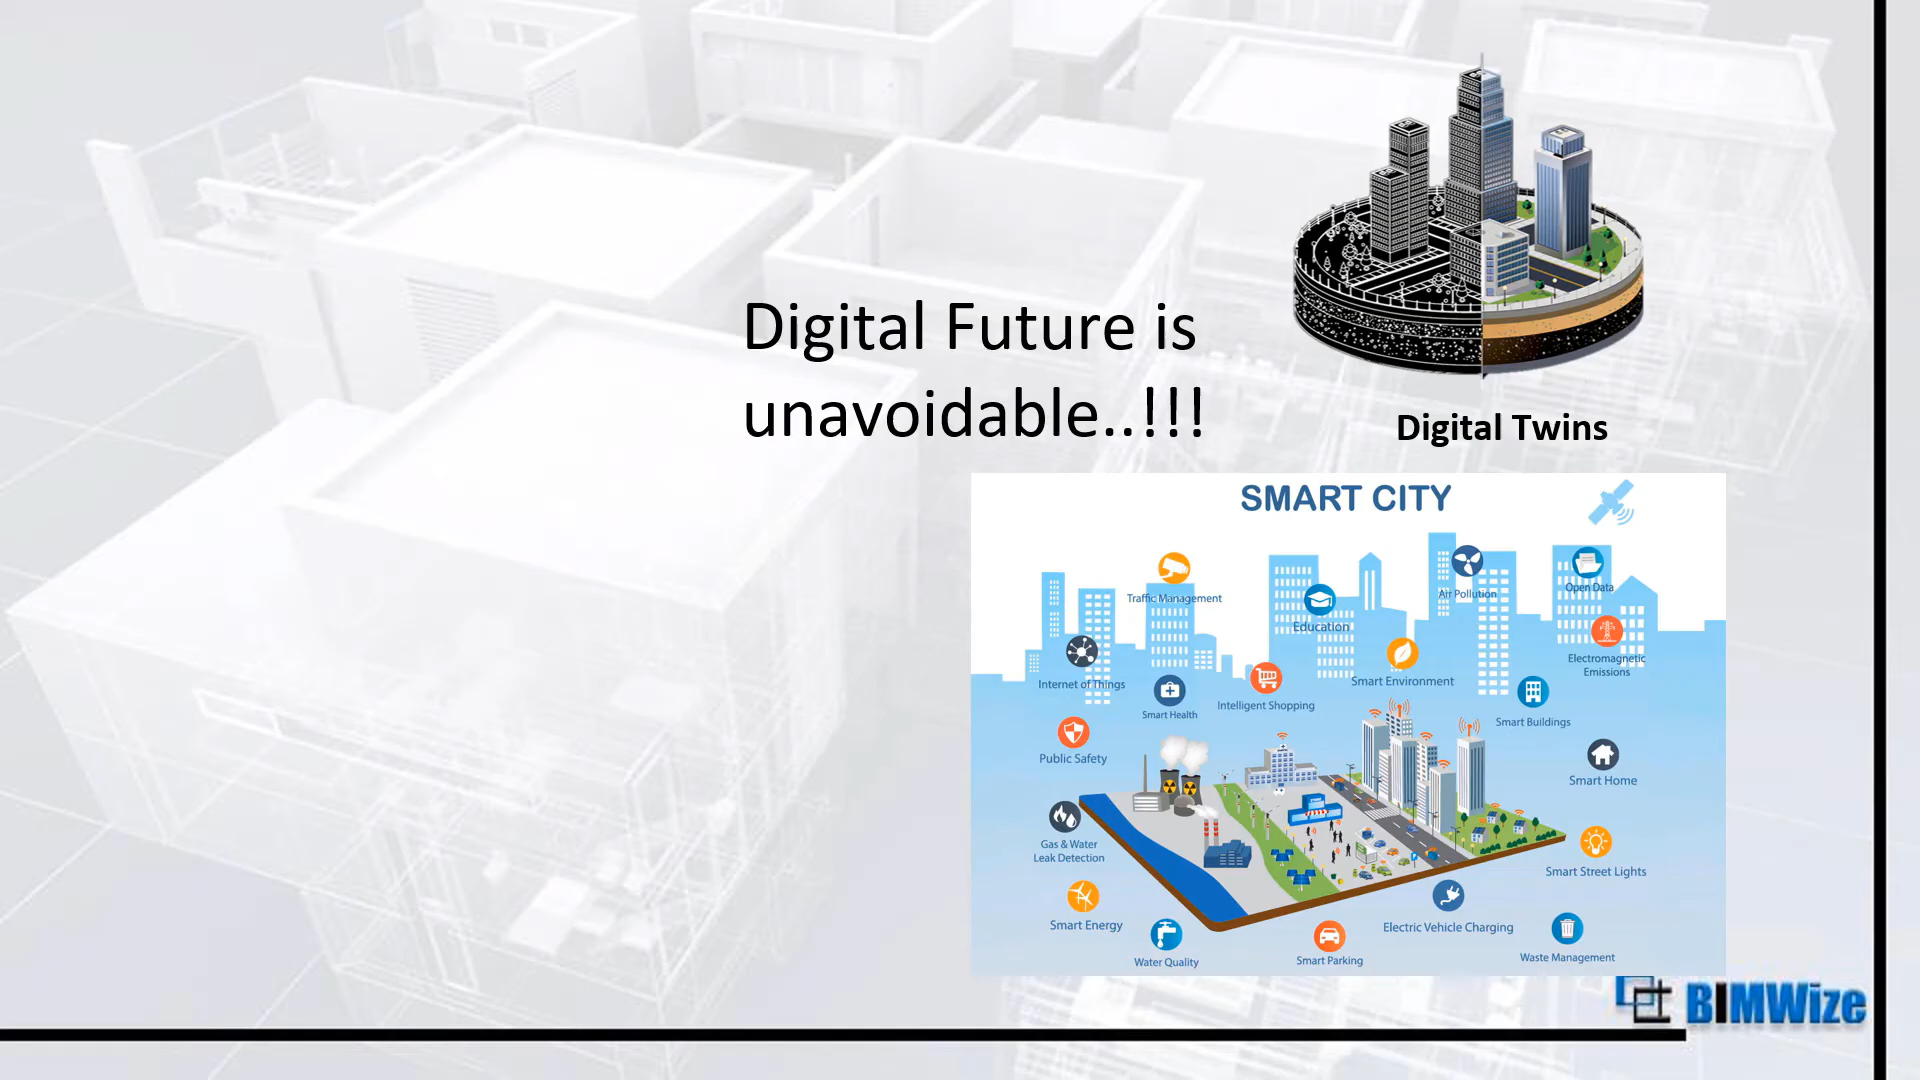 Digital Future is
unavoidable..!!!
Digital Twins
SMART CITY
Traffic Management
Education
Air Pollution
Open Data
Internet of Things
Smart Health
Intelligent Shopping
Smart Environment
Electromagnetic
Emissions
Smart Buildings
Public Safety
Smart Home
Gas & Water
Leak Detection
Smart Street Lights
Smart Energy
Water Quality
Smart Parking
Electric Vehicle Charging
Waste Management
BIMWize